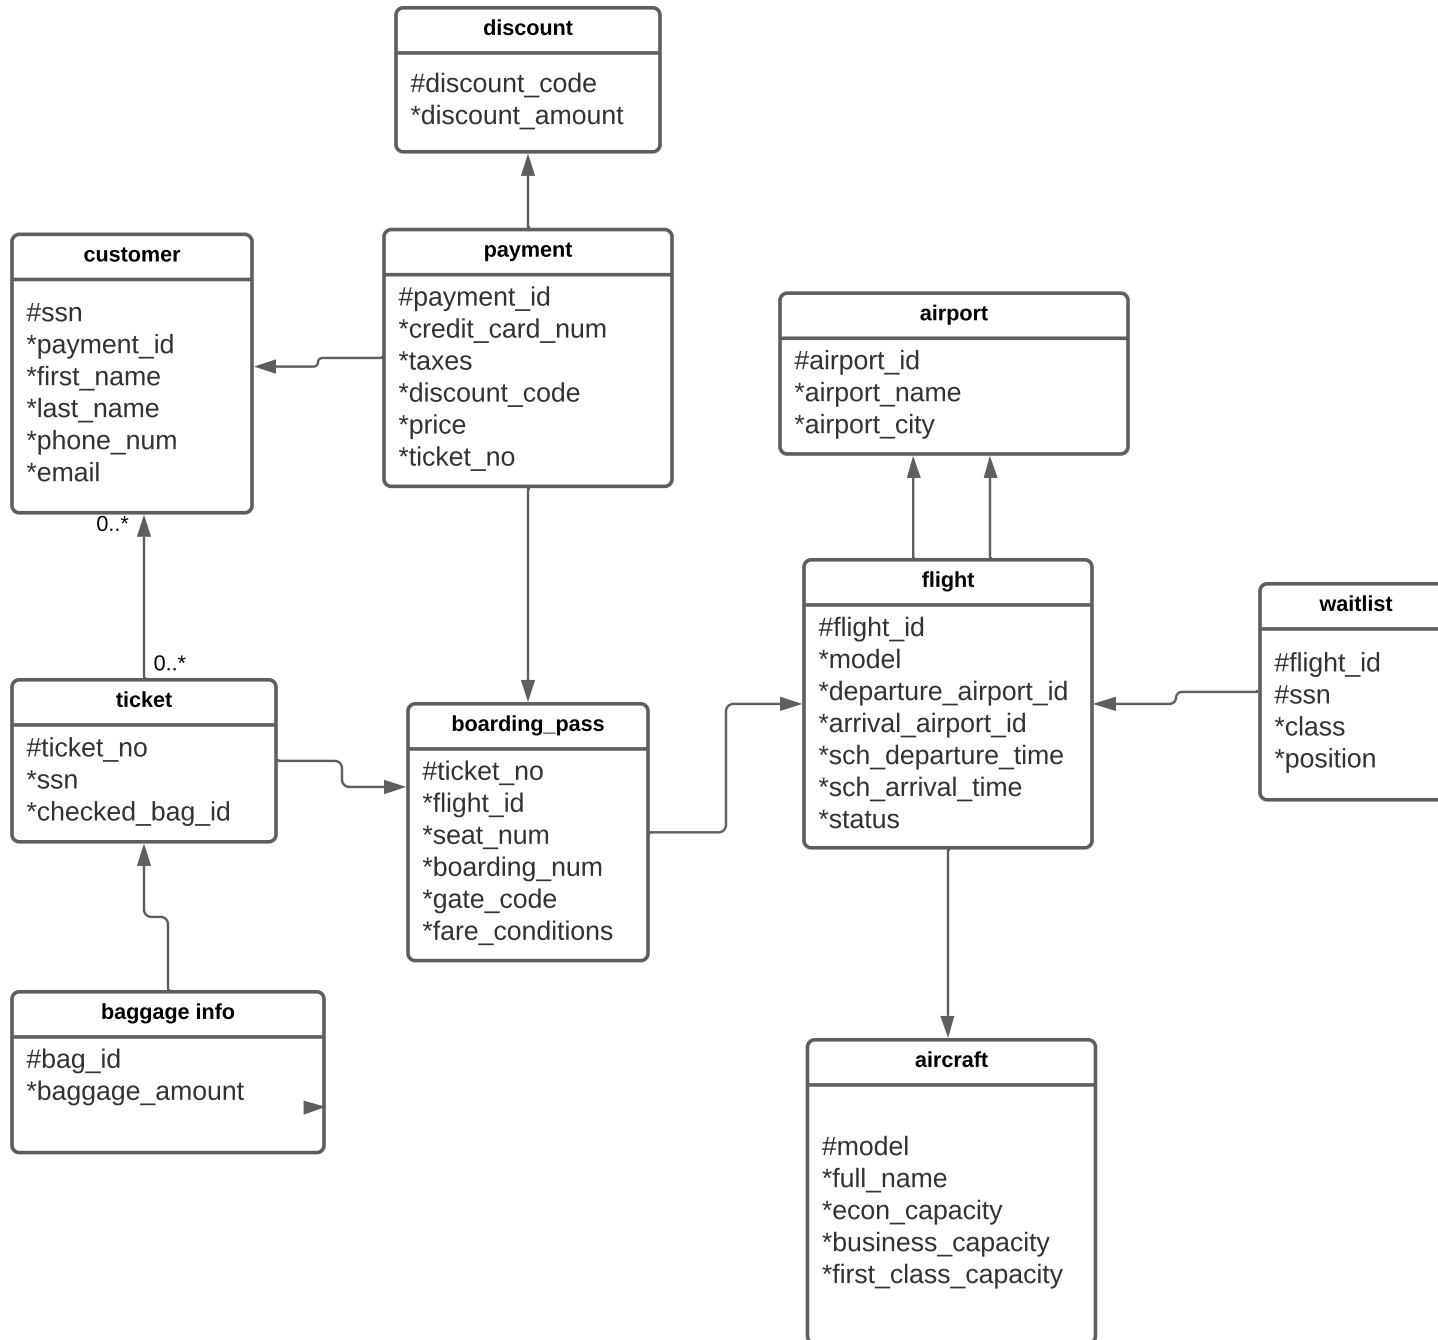 discount
#discount_code
*discount_amount
customer
#ssn
*payment_id
*first_name
*last_name
*phone_num
*email
0..*
payment
#payment_id
*credit_card_num
*taxes
*discount_code
*price
*ticket_no
airport
#airport_id
*airport_name
*airport_city
0..*
ticket
#ticket_no
*ssn
*checked_bag_id
boarding_pass
#ticket_no
*flight_id
*seat_num
*boarding_num
*gate_code
*fare_conditions
flight
#flight_id
*model
*departure_airport_id
*arrival_airport_id
*sch_departure_time
*sch_arrival_time
*status
waitlist
#flight_id
#ssn
*class
*position
baggage info
#bag_id
*baggage_amount
aircraft
#model
*full_name
*econ_capacity
*business_capacity
*first_class_capacity